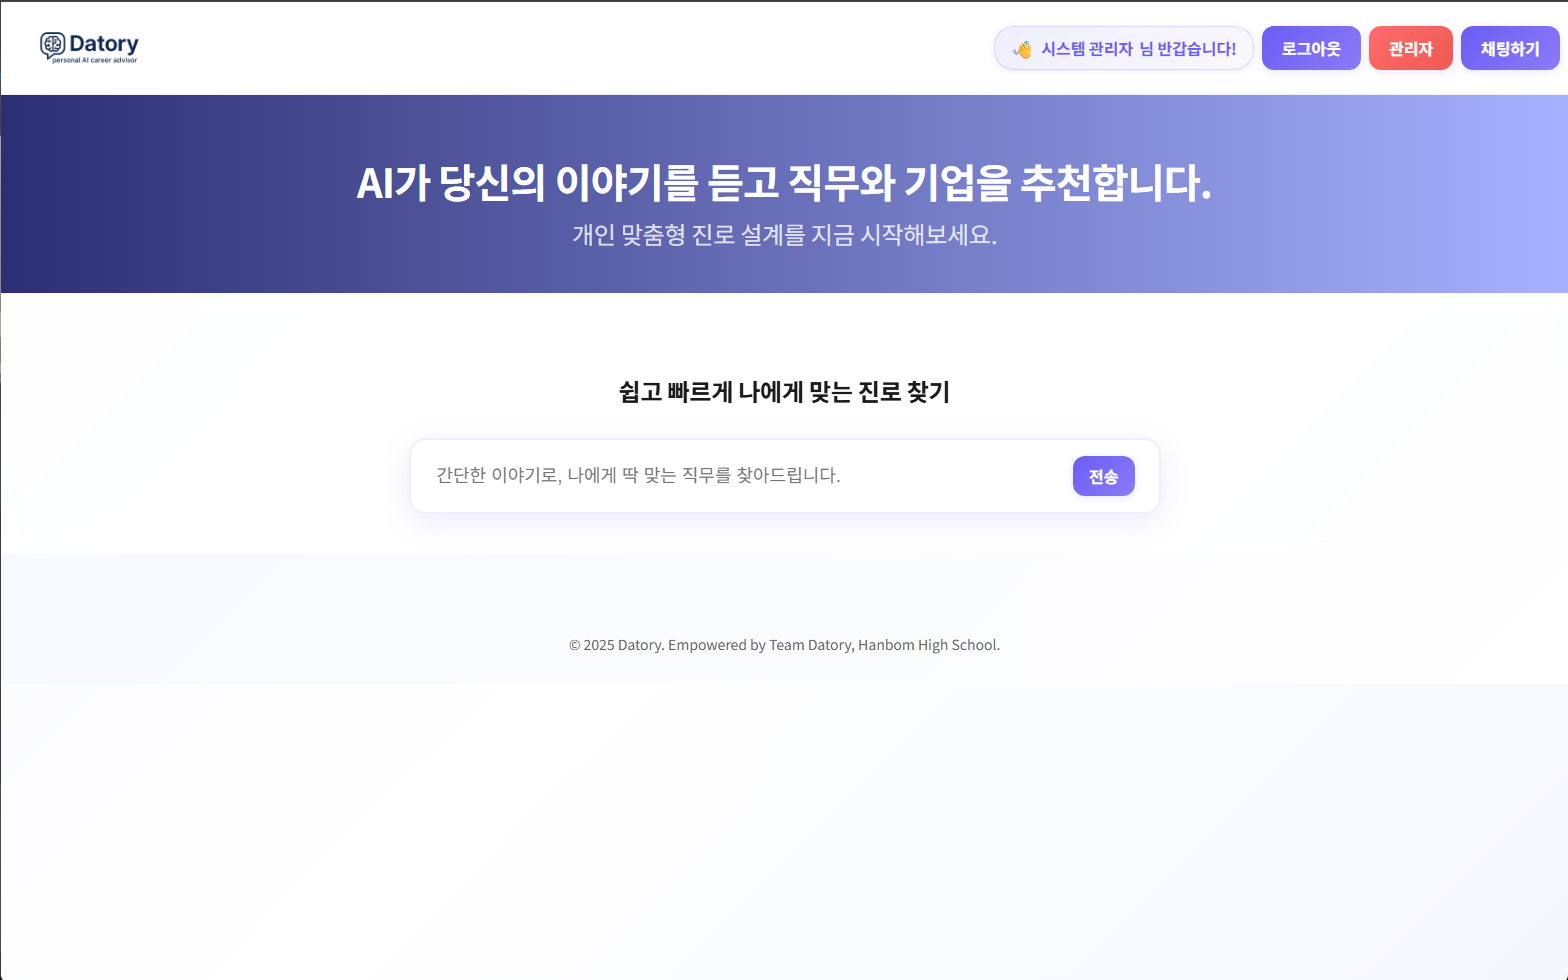 Datory
personal AI career advisor
👋 시스템 관리자 님 반갑습니다!
로그아웃
관리자
채팅하기
AI가 당신의 이야기를 듣고 직무와 기업을 추천합니다.
개인 맞춤형 진로 설계를 지금 시작해보세요.
쉽고 빠르게 나에게 맞는 진로 찾기
간단한 이야기로, 나에게 딱 맞는 직무를 찾아드립니다.
전송
© 2025 Datory. Empowered by Team Datory, Hanbom High School.